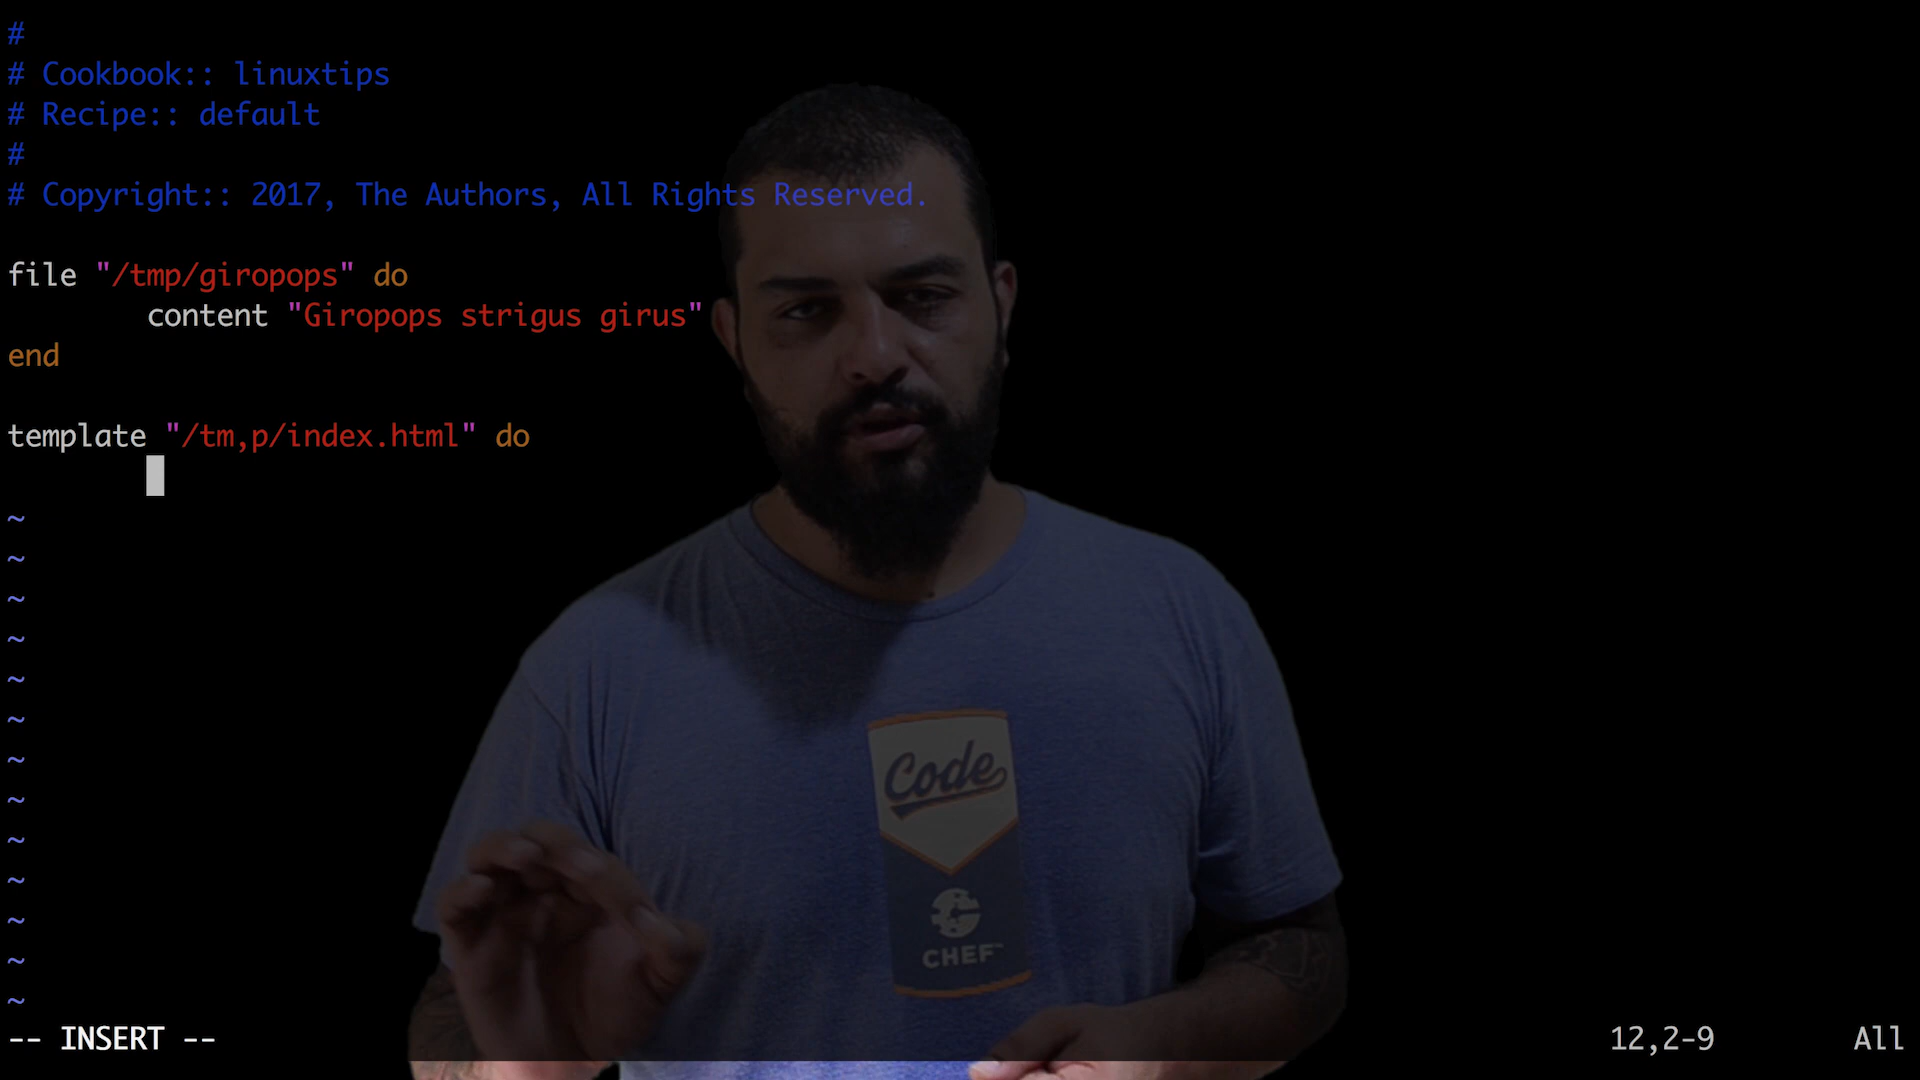 #
# Cookbook:: linuxtips
# Recipe:: default
#
# Copyright:: 2017, The Authors, All Rights Reserved.
file "/tmp/giropops" do
content "Giropops strigus girus"
end
template "/tm,p/index.html" do
~
~
~
~
~
~
~
~
~
~
~
~
~
Code
CHEF™
-- INSERT --
12,2-9
All